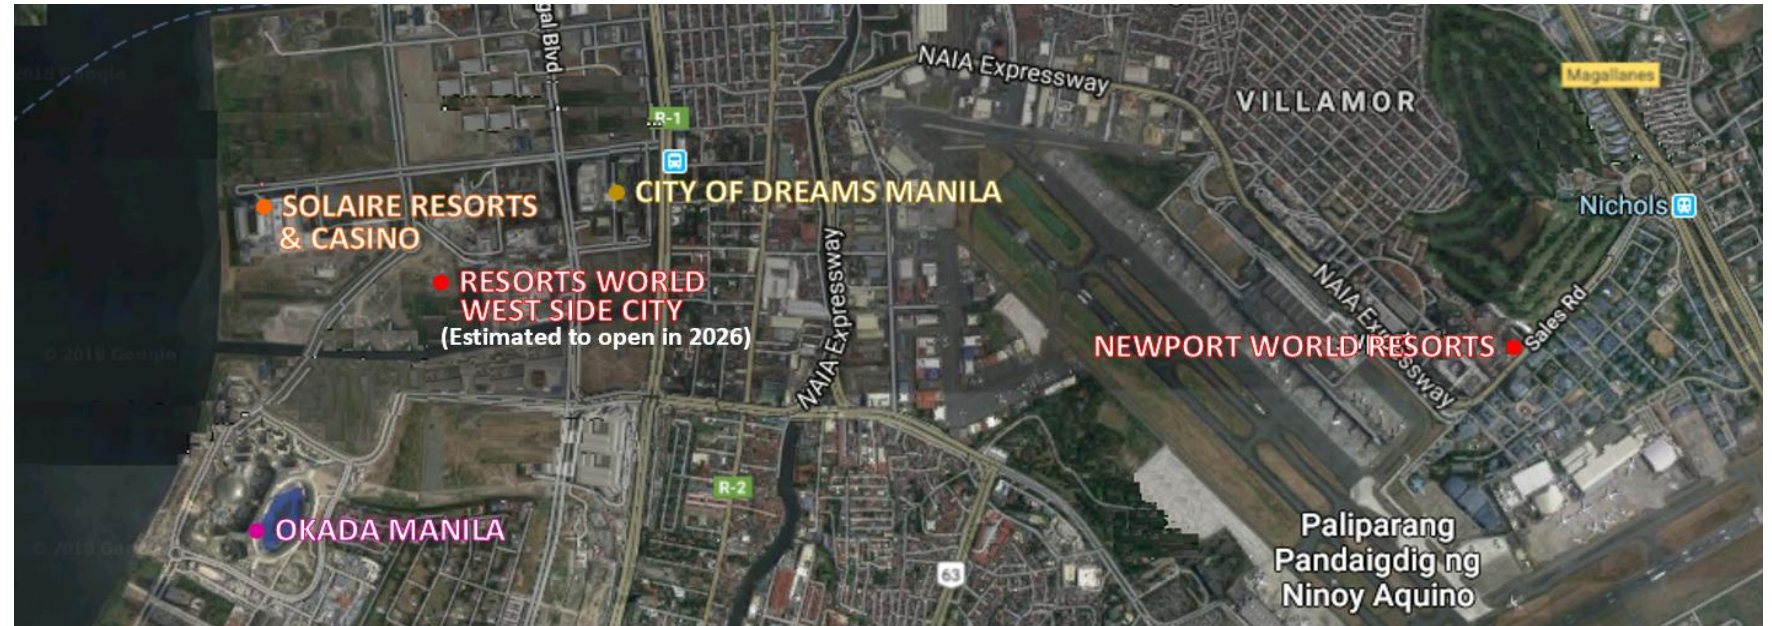 gal Blvd.
NAIA Expressway
Magallanes
VILLAMOR
R-1
CITY OF DREAMS MANILA
SOLAIRE RESORTS
& CASINO
Nichols
RESORTS WORLD
WEST SIDE CITY
(Estimated to open in 2026)
NAIA Expressway
NAIA Expressway
NEWPORT WORLD RESORTS
Sales Rd
R-2
OKADA MANILA
63
Paliparang
Pandaigdig ng
Ninoy Aquino